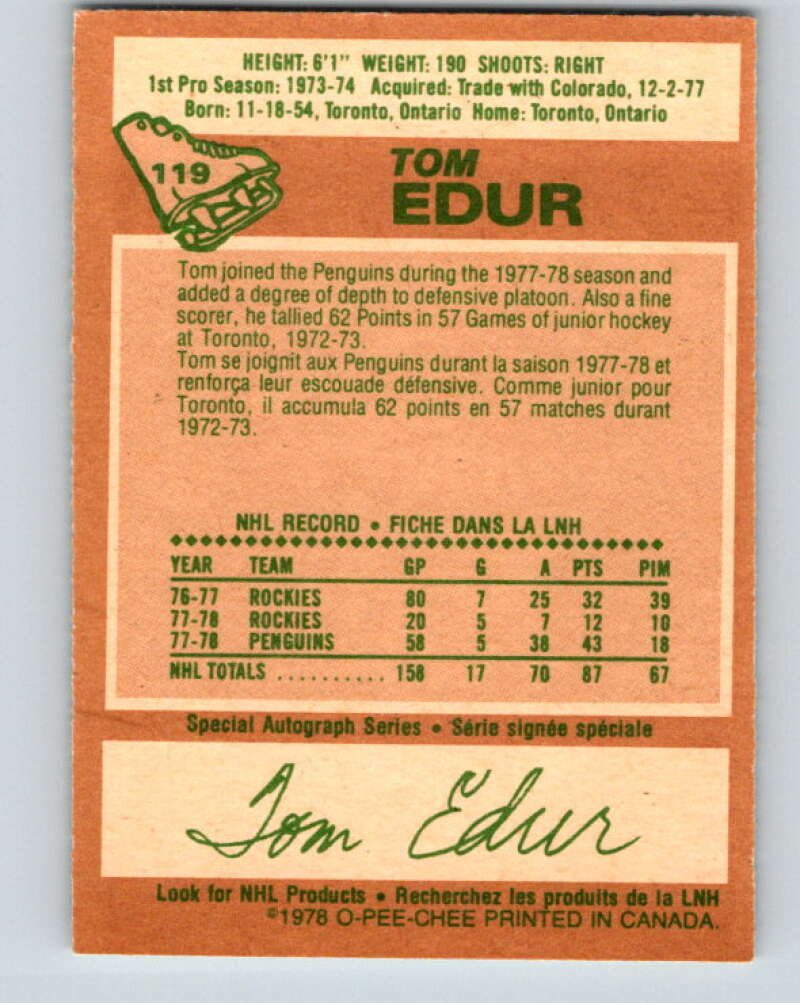 HEIGHT: 6'1" WEIGHT: 190 SHOOTS: RIGHT
1st Pro Season: 1973-74 Acquired: Trade with Colorado, 12-2-77
Born: 11-18-54, Toronto, Ontario Home: Toronto, Ontario
119
TOM
EDUR
Tom joined the Penguins during the 1977-78 season and
added a degree of depth to defensive platoon. Also a fine
scorer, he tallied 62 Points in 57 Games of junior hockey
at Toronto, 1972-73.
Tom se joignit aux Penguins durant la saison 1977-78 et
renforça leur escouade défensive. Comme junior pour
Toronto, il accumula 62 points en 57 matches durant
1972-73.
NHL RECORD • FICHE DANS LA LNH
YEAR TEAM GP G A PTS PIM
76-77 ROCKIES 80 7 25 32 39
77-78 ROCKIES 20 5 7 12 10
77-78 PENGUINS 58 5 38 43 18
NHL TOTALS .......... 158 17 70 87 67
Special Autograph Series • Série signée spéciale
Tom Edur
Look for NHL Products • Recherchez les produits de la LNH
©1978 O-PEE-CHEE PRINTED IN CANADA.